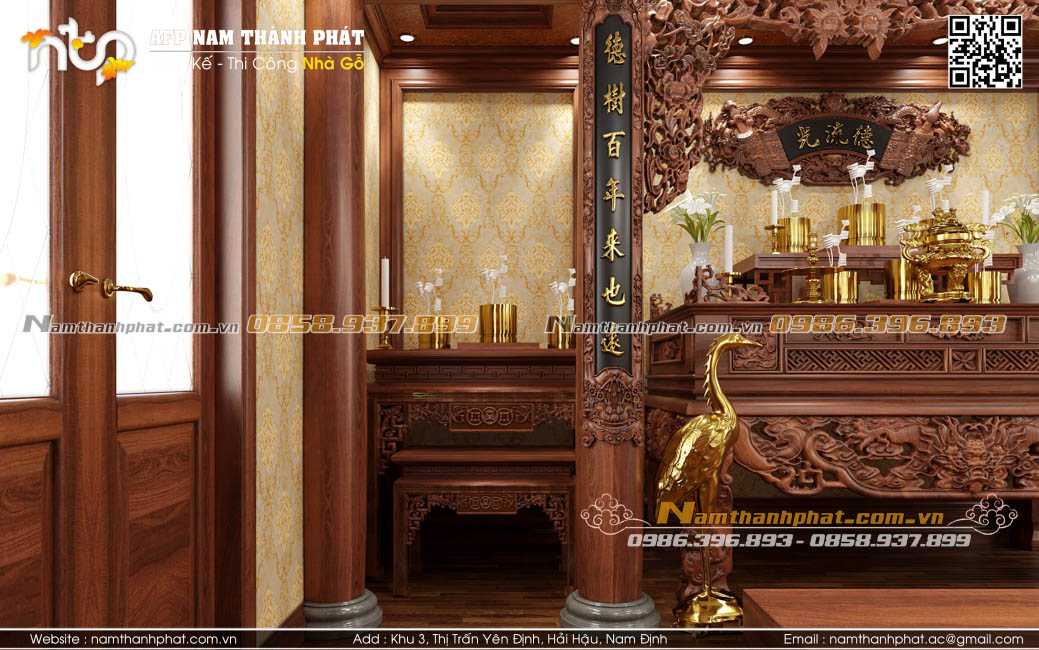 ntp
AFP NAM THÀNH PHÁT
Kế - Thi Công Nhà Gỗ
德樹百年來也遠
德流光
Namthanhphat.com.vn 0858.937.899
Namthanhphat.com.vn 0986.396.893
Namthanhphat.com.vn
0986.396.893 - 0858.937.899
Website : namthanhphat.com.vn
Add : Khu 3, Thị Trấn Yên Định, Hải Hậu, Nam Định
Email : namthanhphat.ac@gmail.com